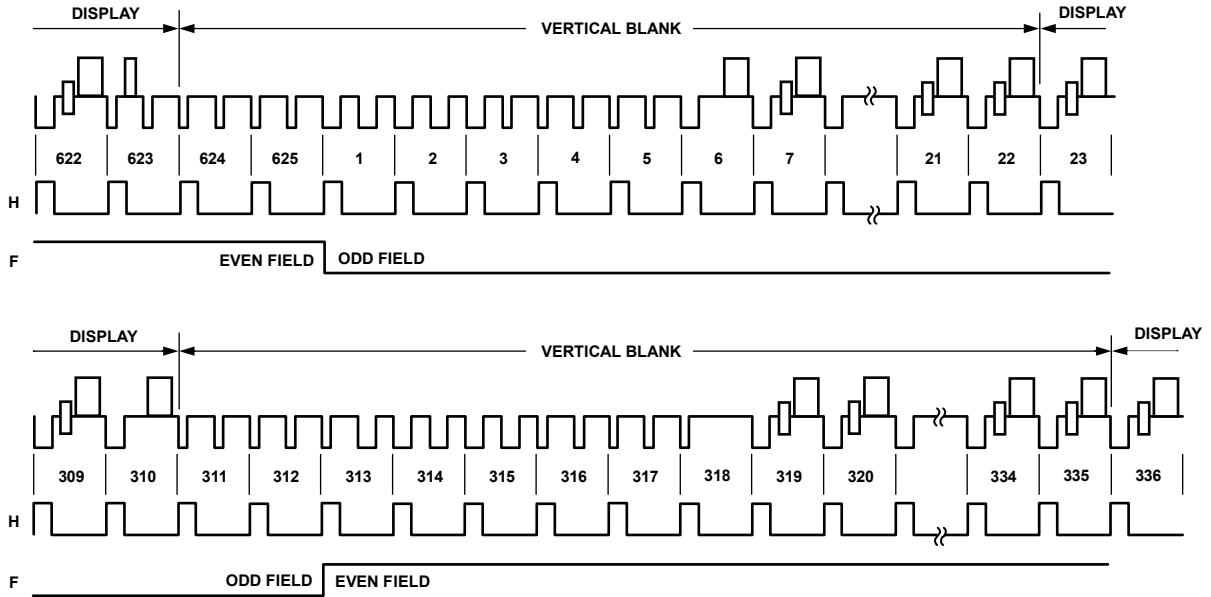 DISPLAY VERTICAL BLANK DISPLAY
622 623 624 625 1 2 3 4 5 6 7 21 22 23
H
F EVEN FIELD ODD FIELD
DISPLAY VERTICAL BLANK DISPLAY
309 310 311 312 313 314 315 316 317 318 319 320 334 335 336
H
F ODD FIELD EVEN FIELD